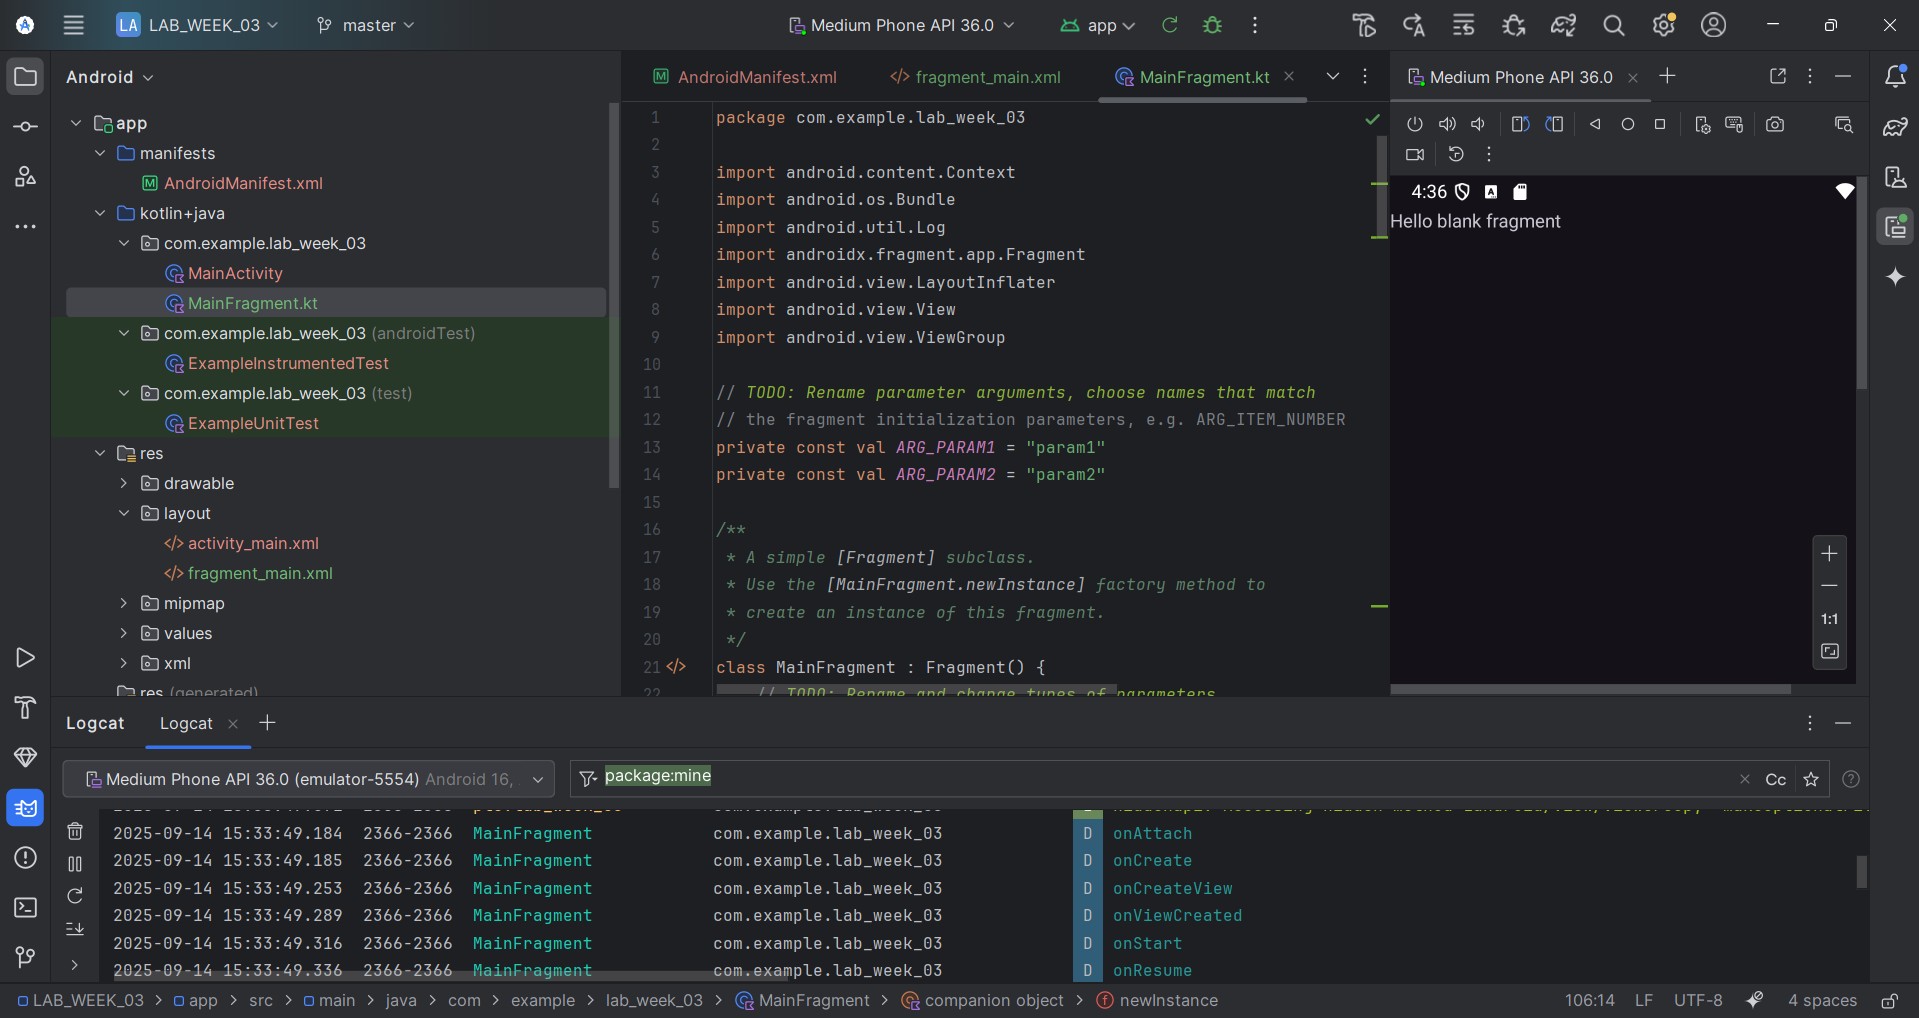 LA LAB_WEEK_03
master
Medium Phone API 36.0
app
Android
app
manifests
AndroidManifest.xml
kotlin+java
com.example.lab_week_03
MainActivity
MainFragment.kt
com.example.lab_week_03 (androidTest)
ExampleInstrumentedTest
com.example.lab_week_03 (test)
ExampleUnitTest
res
drawable
layout
activity_main.xml
fragment_main.xml
mipmap
values
xml
res (generated)
AndroidManifest.xml
fragment_main.xml
MainFragment.kt
1 package com.example.lab_week_03
2
3 import android.content.Context
4 import android.os.Bundle
5 import android.util.Log
6 import androidx.fragment.app.Fragment
7 import android.view.LayoutInflater
8 import android.view.View
9 import android.view.ViewGroup
10
11 // TODO: Rename parameter arguments, choose names that match
12 // the fragment initialization parameters, e.g. ARG_ITEM_NUMBER
13 private const val ARG_PARAM1 = "param1"
14 private const val ARG_PARAM2 = "param2"
15
16 /**
17 * A simple [Fragment] subclass.
18 * Use the [MainFragment.newInstance] factory method to
19 * create an instance of this fragment.
20 */
21 class MainFragment : Fragment() {
22 // TODO: Rename and change types of parameters
Medium Phone API 36.0
4:36
Hello blank fragment
1:1
Logcat
Logcat
Medium Phone API 36.0 (emulator-5554) Android 16,
package:mine
Cc
2025-09-14 15:33:49.184 2366-2366 MainFragment com.example.lab_week_03 D onAttach
2025-09-14 15:33:49.185 2366-2366 MainFragment com.example.lab_week_03 D onCreate
2025-09-14 15:33:49.253 2366-2366 MainFragment com.example.lab_week_03 D onCreateView
2025-09-14 15:33:49.289 2366-2366 MainFragment com.example.lab_week_03 D onViewCreated
2025-09-14 15:33:49.316 2366-2366 MainFragment com.example.lab_week_03 D onStart
2025-09-14 15:33:49.336 2366-2366 MainFragment com.example.lab_week_03 D onResume
LAB_WEEK_03 > app > src > main > java > com > example > lab_week_03 > MainFragment > companion object > newInstance
106:14 LF UTF-8 4 spaces